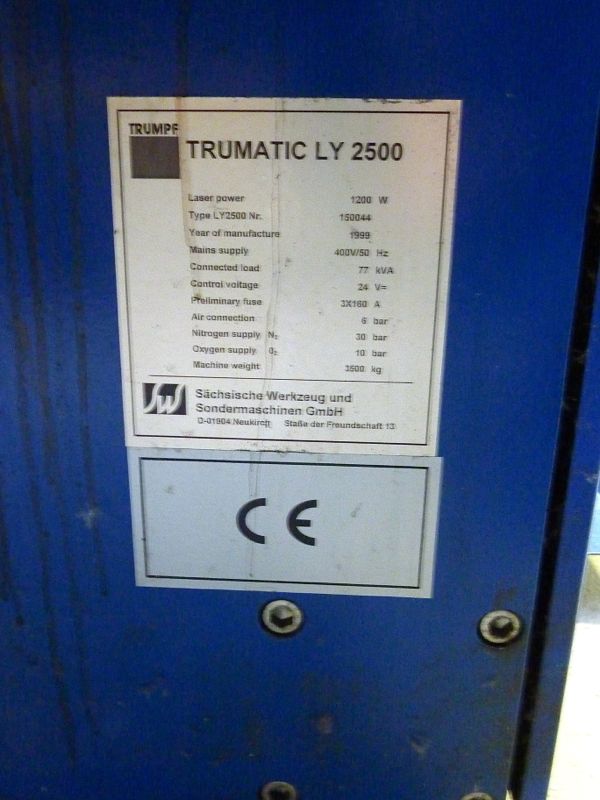 TRUMPF
TRUMATIC LY 2500
Laser power 1200 W
Type LY2500 Nr. 150044
Year of manufacture 1999
Mains supply 400V/50 Hz
Connected load 77 kVA
Control voltage 24 V=
Preliminary fuse 3X160 A
Air connection 6 bar
Nitrogen supply N₂ 30 bar
Oxygen supply O₂ 10 bar
Machine weight 3500 kg
SW Sächsische Werkzeug und
Sondermaschinen GmbH
D-01904 Neukirch Staße der Freundschaft 13
CE